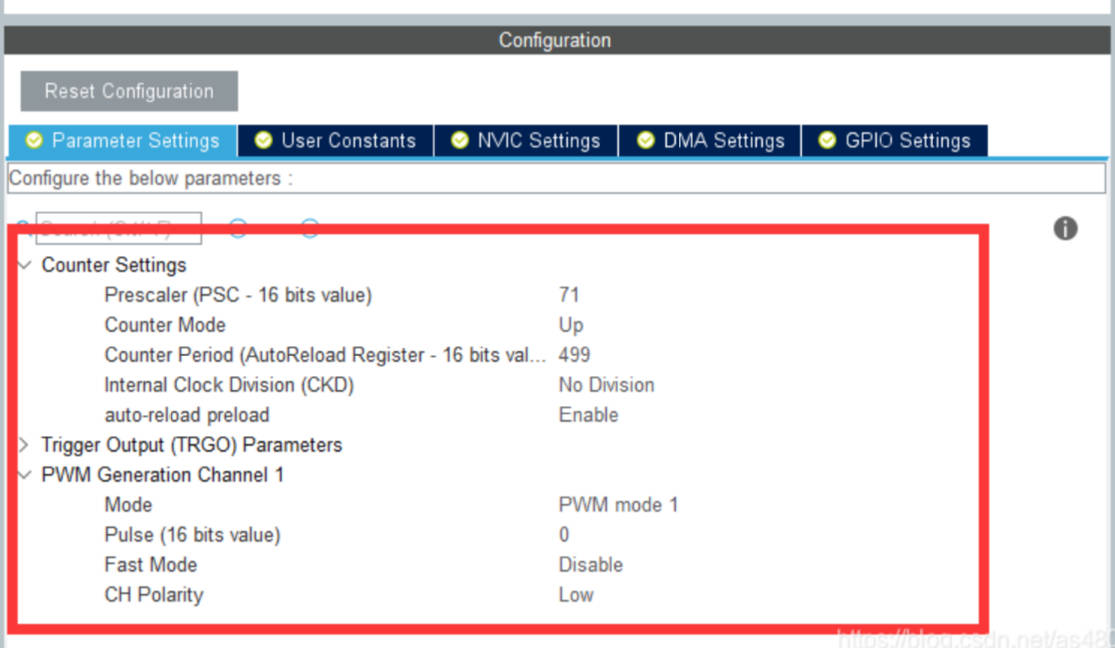 Configuration
Reset Configuration
Parameter Settings User Constants NVIC Settings DMA Settings GPIO Settings
Configure the below parameters :
Counter Settings
Prescaler (PSC - 16 bits value) 71
Counter Mode Up
Counter Period (AutoReload Register - 16 bits val... 499
Internal Clock Division (CKD) No Division
auto-reload preload Enable
Trigger Output (TRGO) Parameters
PWM Generation Channel 1
Mode PWM mode 1
Pulse (16 bits value) 0
Fast Mode Disable
CH Polarity Low
https://blog.csdn.net/as48